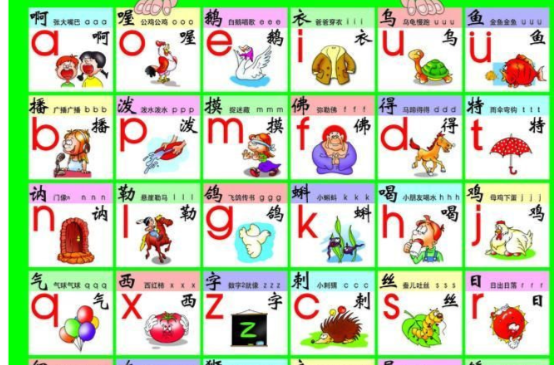 啊 张大嘴巴 a a a
a 啊
喔 公鸡公鸡 o o o
o 喔
鹅 白鹅唱歌 e e e
e 鹅
衣 爸爸穿衣 i i i
i 衣
乌 乌龟慢跑 u u u
u 乌
鱼 金鱼金鱼 u u u
ü 鱼
播 广播广播 b b b
b 播
泼 泼水泼水 p p p
p 泼
摸 捉迷藏 m m m
m 摸
佛 弥勒佛 f f f
f 佛
得 马蹄得得 d d d
d 得
特 雨伞弯钩 t t t
t 特
讷 n n n
n 讷
勒 悬崖勒马 l l l
l 勒
鸽 飞鸽传书 g g g
g 鸽
蝌 小蝌蚪 k k k
k 蝌
喝 小朋友喝水 h h h
h 喝
鸡 母鸡下蛋 j j j
j 鸡
气 气球气球 q q q
q 气
西 西红柿 x x x
x 西
字 z z z
z 字
z
刺 小刺猬 c c c
c 刺
丝 蚕儿吐丝 s s s
s 丝
日 日出日落 r r r
r 日